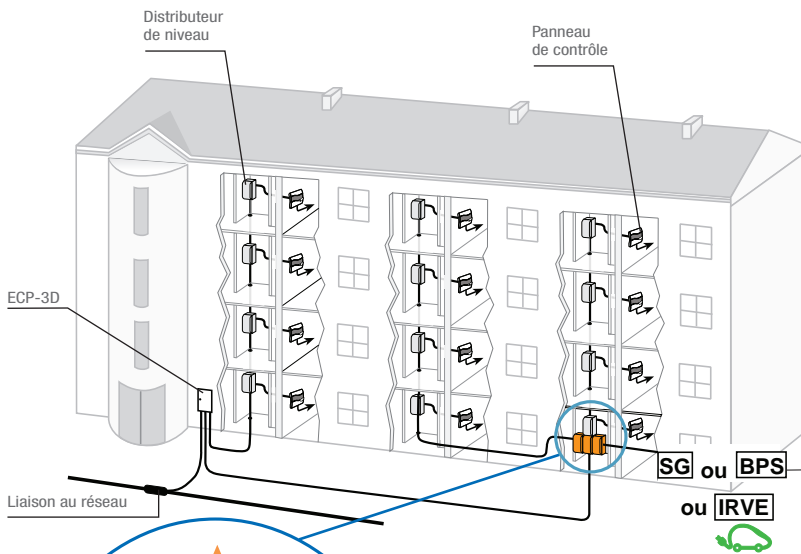 Distributeur
de niveau
Panneau
de contrôle
ECP-3D
SG ou BPS
Liaison au réseau
ou IRVE